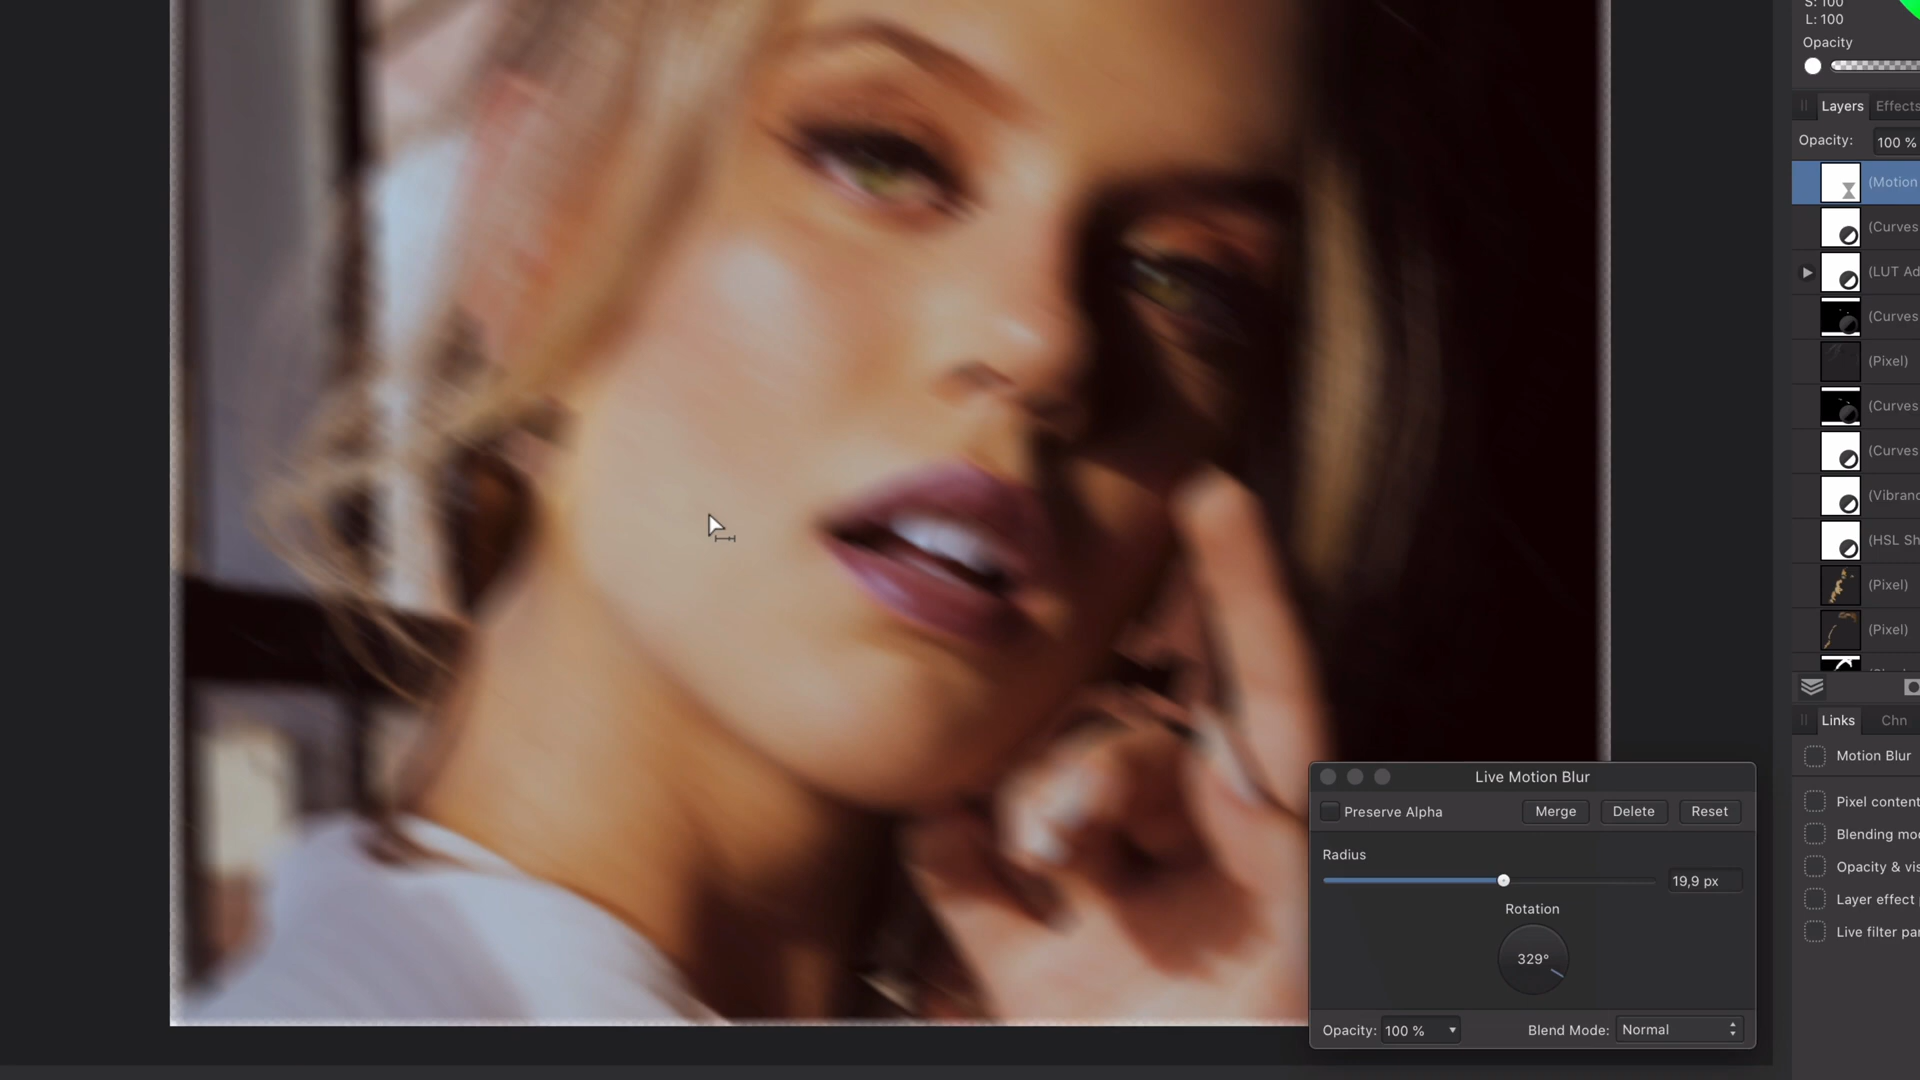 S: 100
L: 100
Opacity
Layers Effects
Opacity: 100 %
(Motion
(Curves
(LUT Ad
(Curves
(Pixel)
(Curves
(Curves
(Vibranc
(HSL Sh
(Pixel)
(Pixel)
Links Chn
Motion Blur
Pixel content
Blending mo
Opacity & vis
Layer effect
Live filter par
Live Motion Blur
Preserve Alpha Merge Delete Reset
Radius
19,9 px
Rotation
329°
Opacity: 100 % Blend Mode: Normal